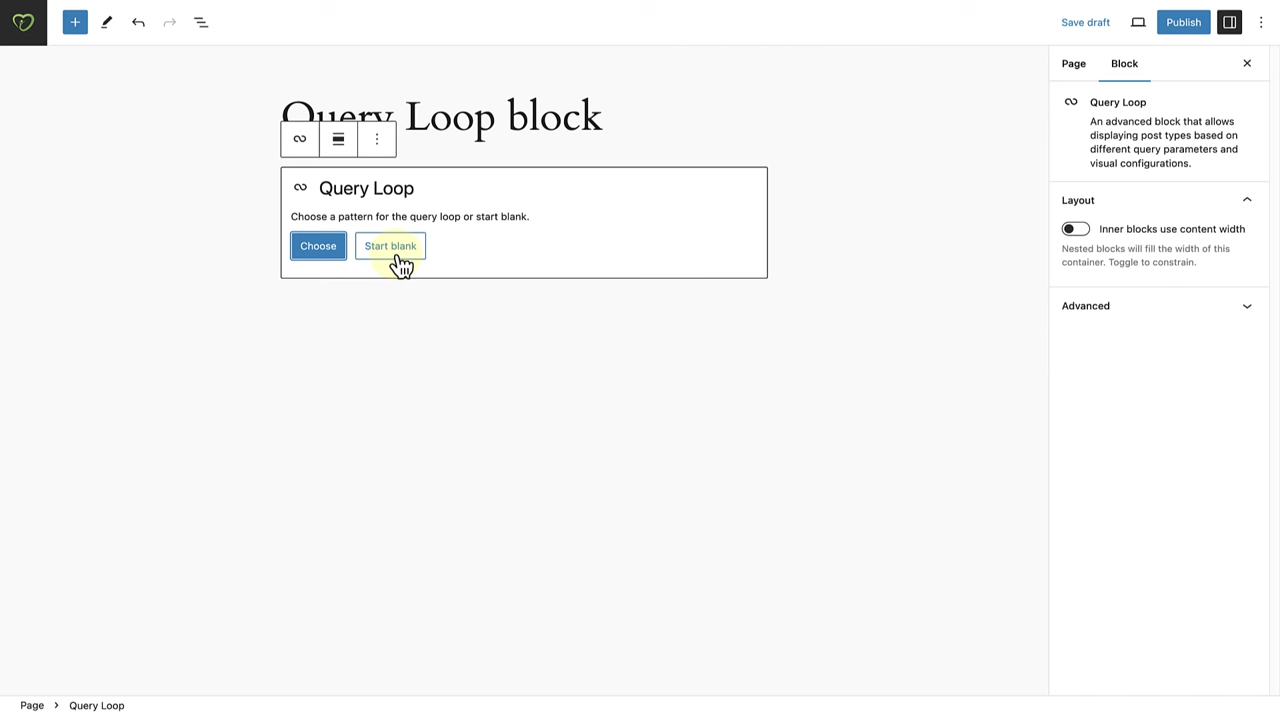 Save draft
Publish
Page
Block
Query Loop block
Query Loop
An advanced block that allows
displaying post types based on
different query parameters and
visual configurations.
Query Loop
Choose a pattern for the query loop or start blank.
Choose
Start blank
Layout
Inner blocks use content width
Nested blocks will fill the width of this
container. Toggle to constrain.
Advanced
Page
Query Loop